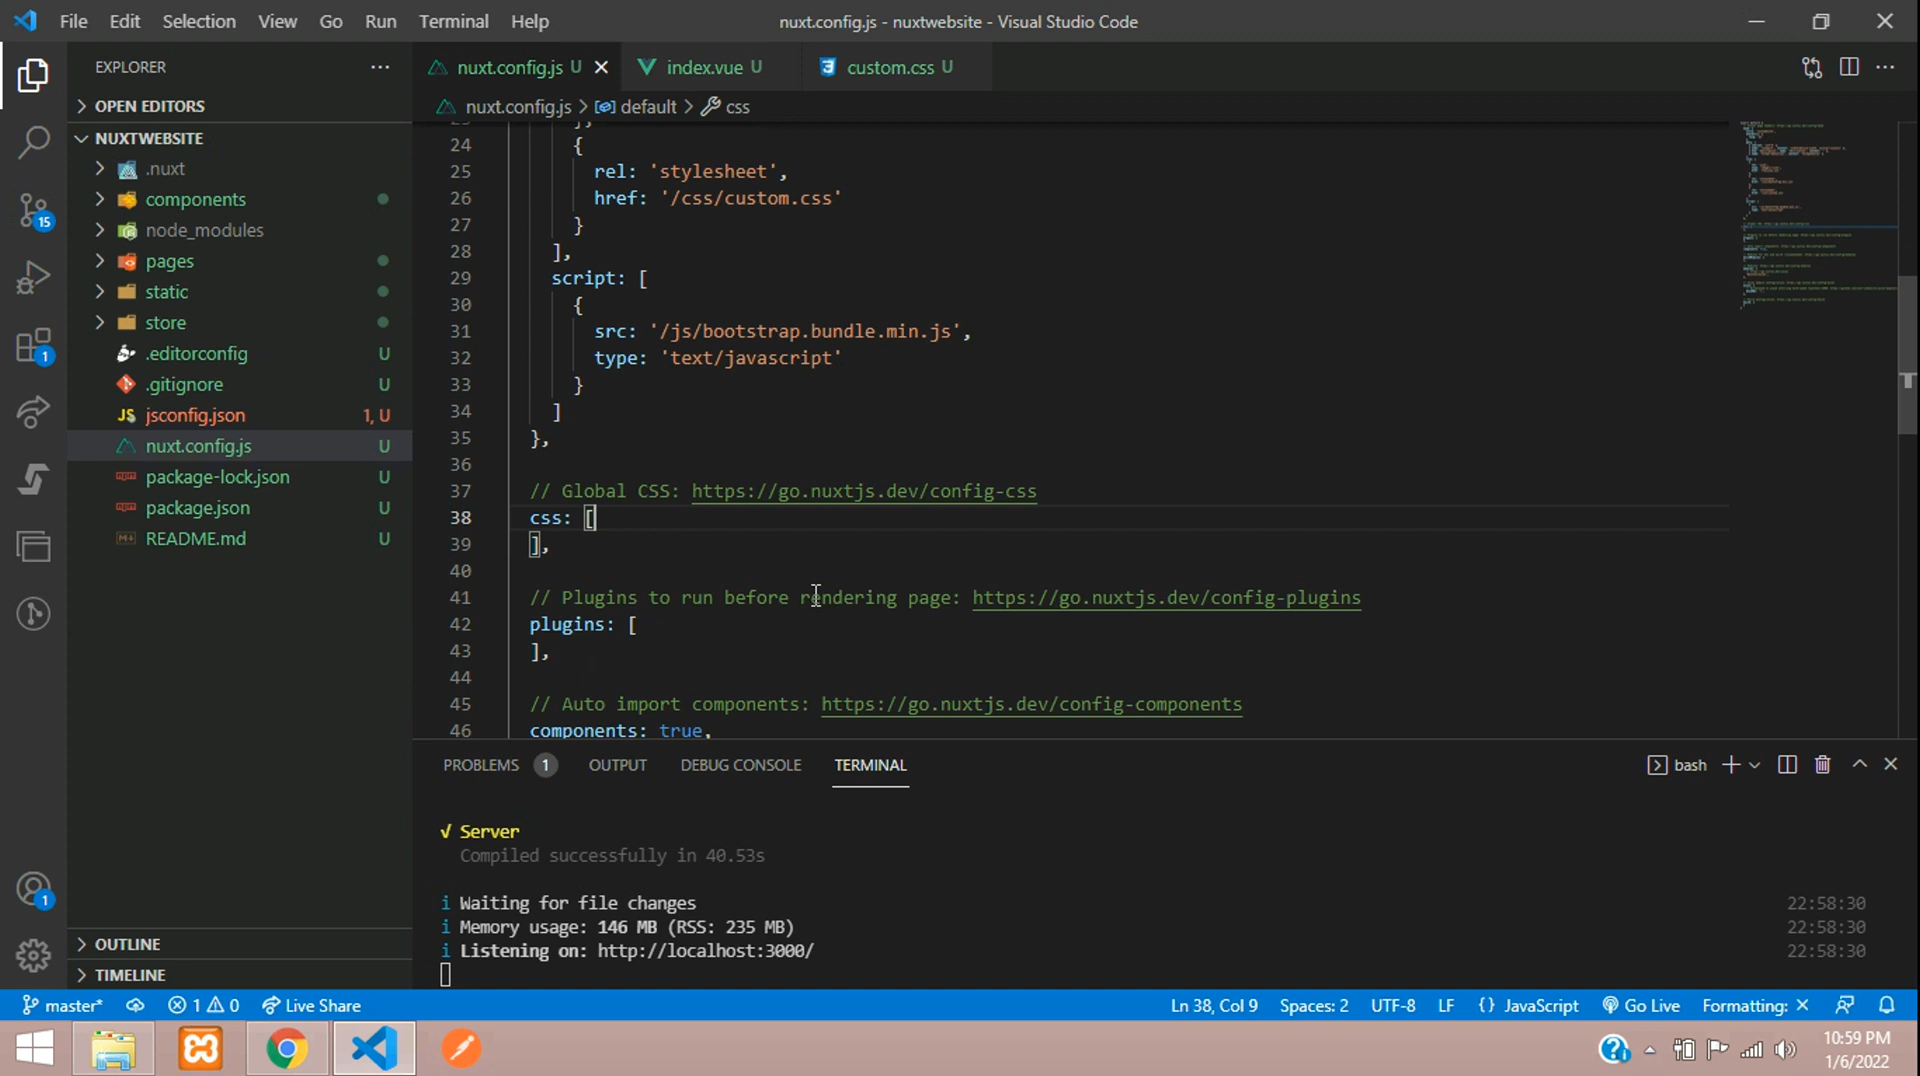 File Edit Selection View Go Run Terminal Help
nuxt.config.js - nuxtwebsite - Visual Studio Code
EXPLORER
OPEN EDITORS
NUXTWEBSITE
.nuxt
components
node_modules
pages
static
store
.editorconfig U
.gitignore U
JS jsconfig.json 1, U
nuxt.config.js U
package-lock.json U
package.json U
README.md U
OUTLINE
TIMELINE
15
1
1
nuxt.config.js U
index.vue U
custom.css U
nuxt.config.js > default > css
24 {
25 rel: 'stylesheet',
26 href: '/css/custom.css'
27 }
28 ],
29 script: [
30 {
31 src: '/js/bootstrap.bundle.min.js',
32 type: 'text/javascript'
33 }
34 ]
35 },
36
37 // Global CSS: https://go.nuxtjs.dev/config-css
38 css: [
39 ],
40
41 // Plugins to run before rendering page: https://go.nuxtjs.dev/config-plugins
42 plugins: [
43 ],
44
45 // Auto import components: https://go.nuxtjs.dev/config-components
46 components: true,
PROBLEMS 1 OUTPUT DEBUG CONSOLE TERMINAL
bash
√ Server
Compiled successfully in 40.53s
i Waiting for file changes 22:58:30
i Memory usage: 146 MB (RSS: 235 MB) 22:58:30
i Listening on: http://localhost:3000/ 22:58:30
master* 1 0 Live Share
Ln 38, Col 9 Spaces: 2 UTF-8 LF {} JavaScript Go Live Formatting: ×
10:59 PM
1/6/2022